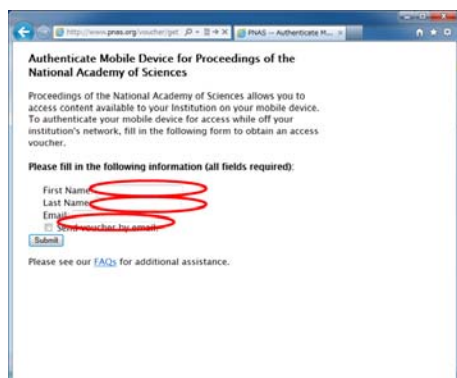 http://www.pnas.org/voucher/get
PNAS -- Authenticate M...
Authenticate Mobile Device for Proceedings of the
National Academy of Sciences
Proceedings of the National Academy of Sciences allows you to
access content available to your Institution on your mobile device.
To authenticate your mobile device for access while off your
institution's network, fill in the following form to obtain an access
voucher.
Please fill in the following information (all fields required):
First Name
Last Name
Email
Send voucher by email.
Submit
Please see our FAQs for additional assistance.